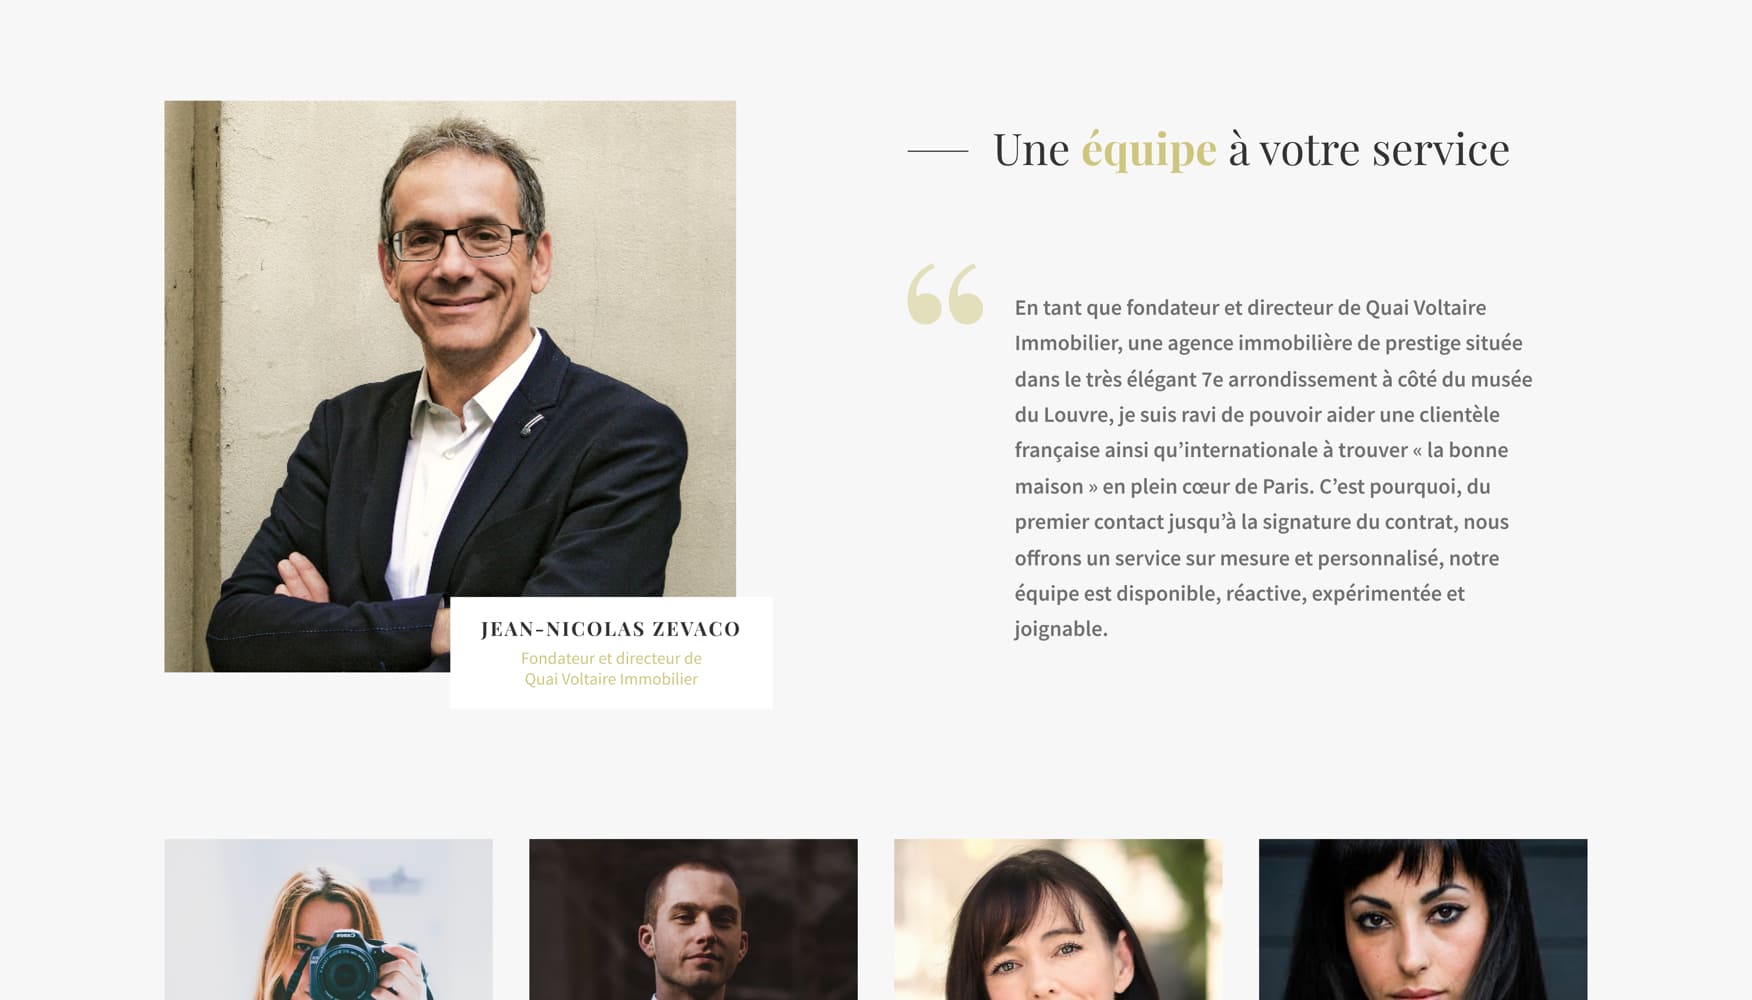 Une équipe à votre service
“
En tant que fondateur et directeur de Quai Voltaire
Immobilier, une agence immobilière de prestige située
dans le très élégant 7e arrondissement à côté du musée
du Louvre, je suis ravi de pouvoir aider une clientèle
française ainsi qu’internationale à trouver « la bonne
maison » en plein cœur de Paris. C’est pourquoi, du
premier contact jusqu’à la signature du contrat, nous
offrons un service sur mesure et personnalisé, notre
équipe est disponible, réactive, expérimentée et
joignable.
JEAN-NICOLAS ZEVACO
Fondateur et directeur de
Quai Voltaire Immobilier